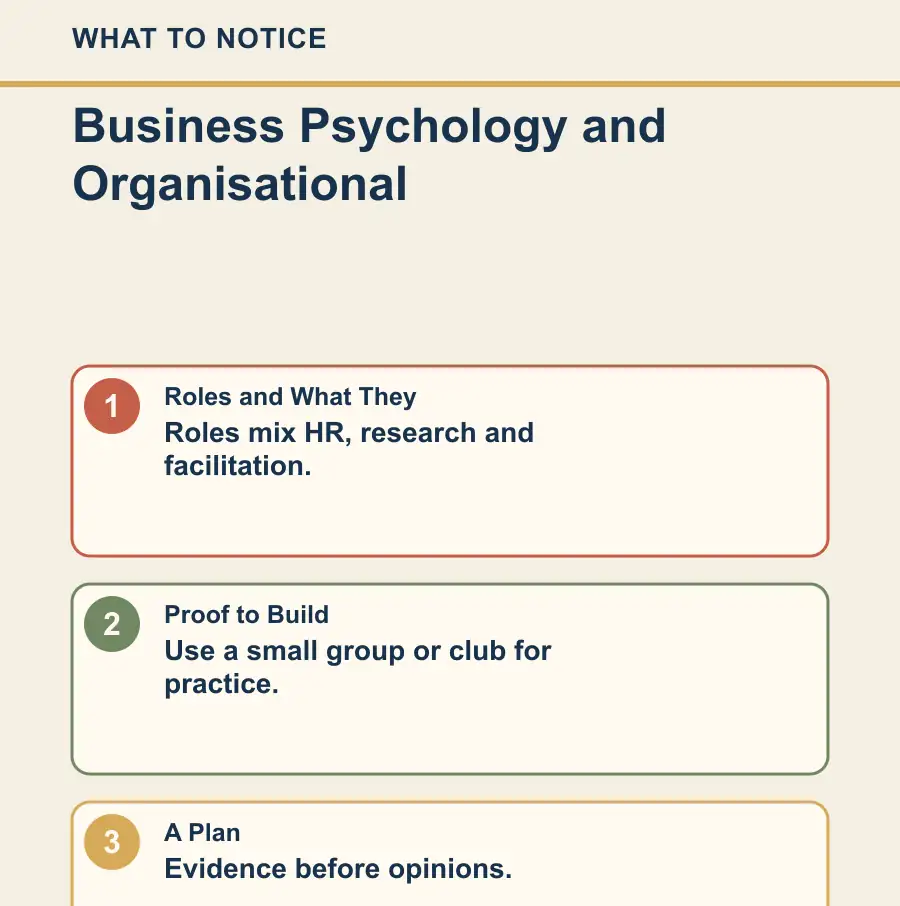 WHAT TO NOTICE
Business Psychology and
Organisational
1
Roles and What They
Roles mix HR, research and
facilitation.
2
Proof to Build
Use a small group or club for
practice.
3
A Plan
Evidence before opinions.